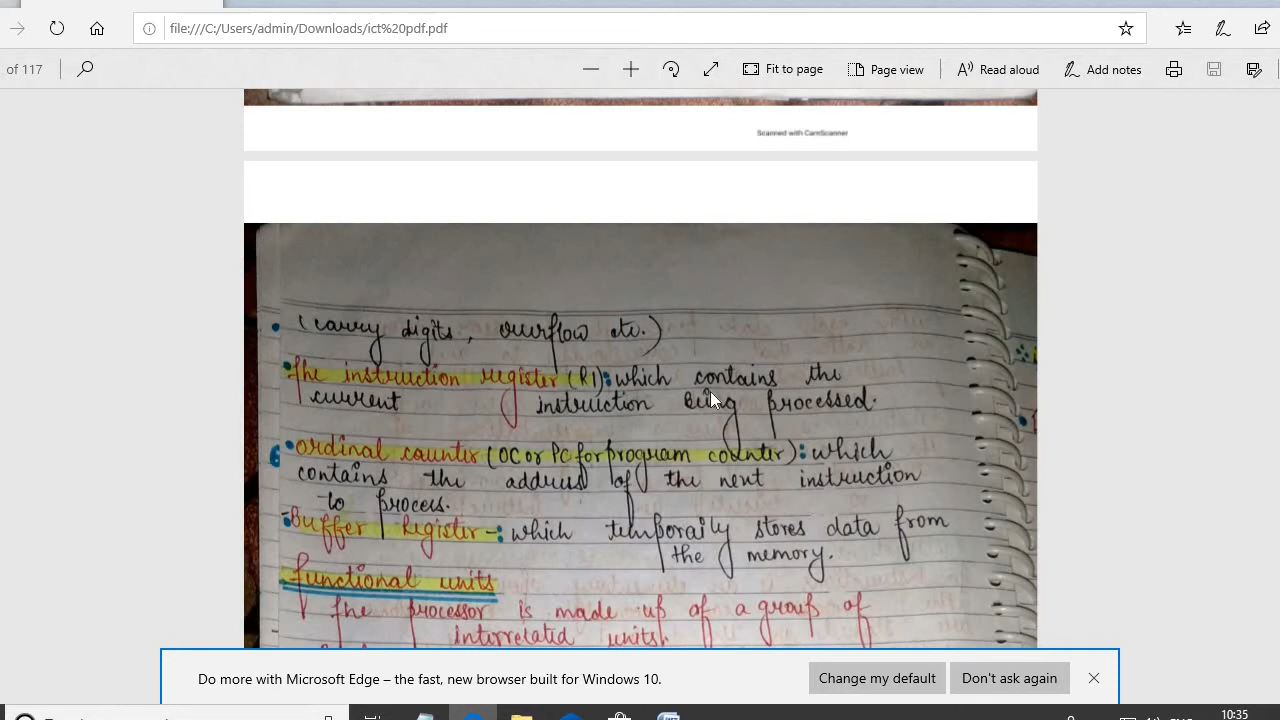 file:///C:/Users/admin/Downloads/ict%20pdf.pdf
of 117
Fit to page
Page view
Read aloud
Add notes
Scanned with CamScanner
(carry digits, overflow etc.)
The instruction register (RI): which contains the
current instruction being processed.
ordinal counter (OC or PC for program counter): which
contains the address of the next instruction
to process.
Buffer Register -: which temporaily stores data from
the memory.
functional units
The processor is made up of a group of
interrelated units.
Do more with Microsoft Edge – the fast, new browser built for Windows 10.
Change my default
Don't ask again
10:35